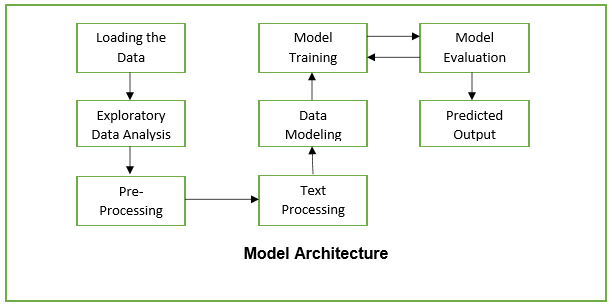 Loading the
Data
Exploratory
Data Analysis
Pre-
Processing
Text
Processing
Data
Modeling
Model
Training
Model
Evaluation
Predicted
Output
Model Architecture